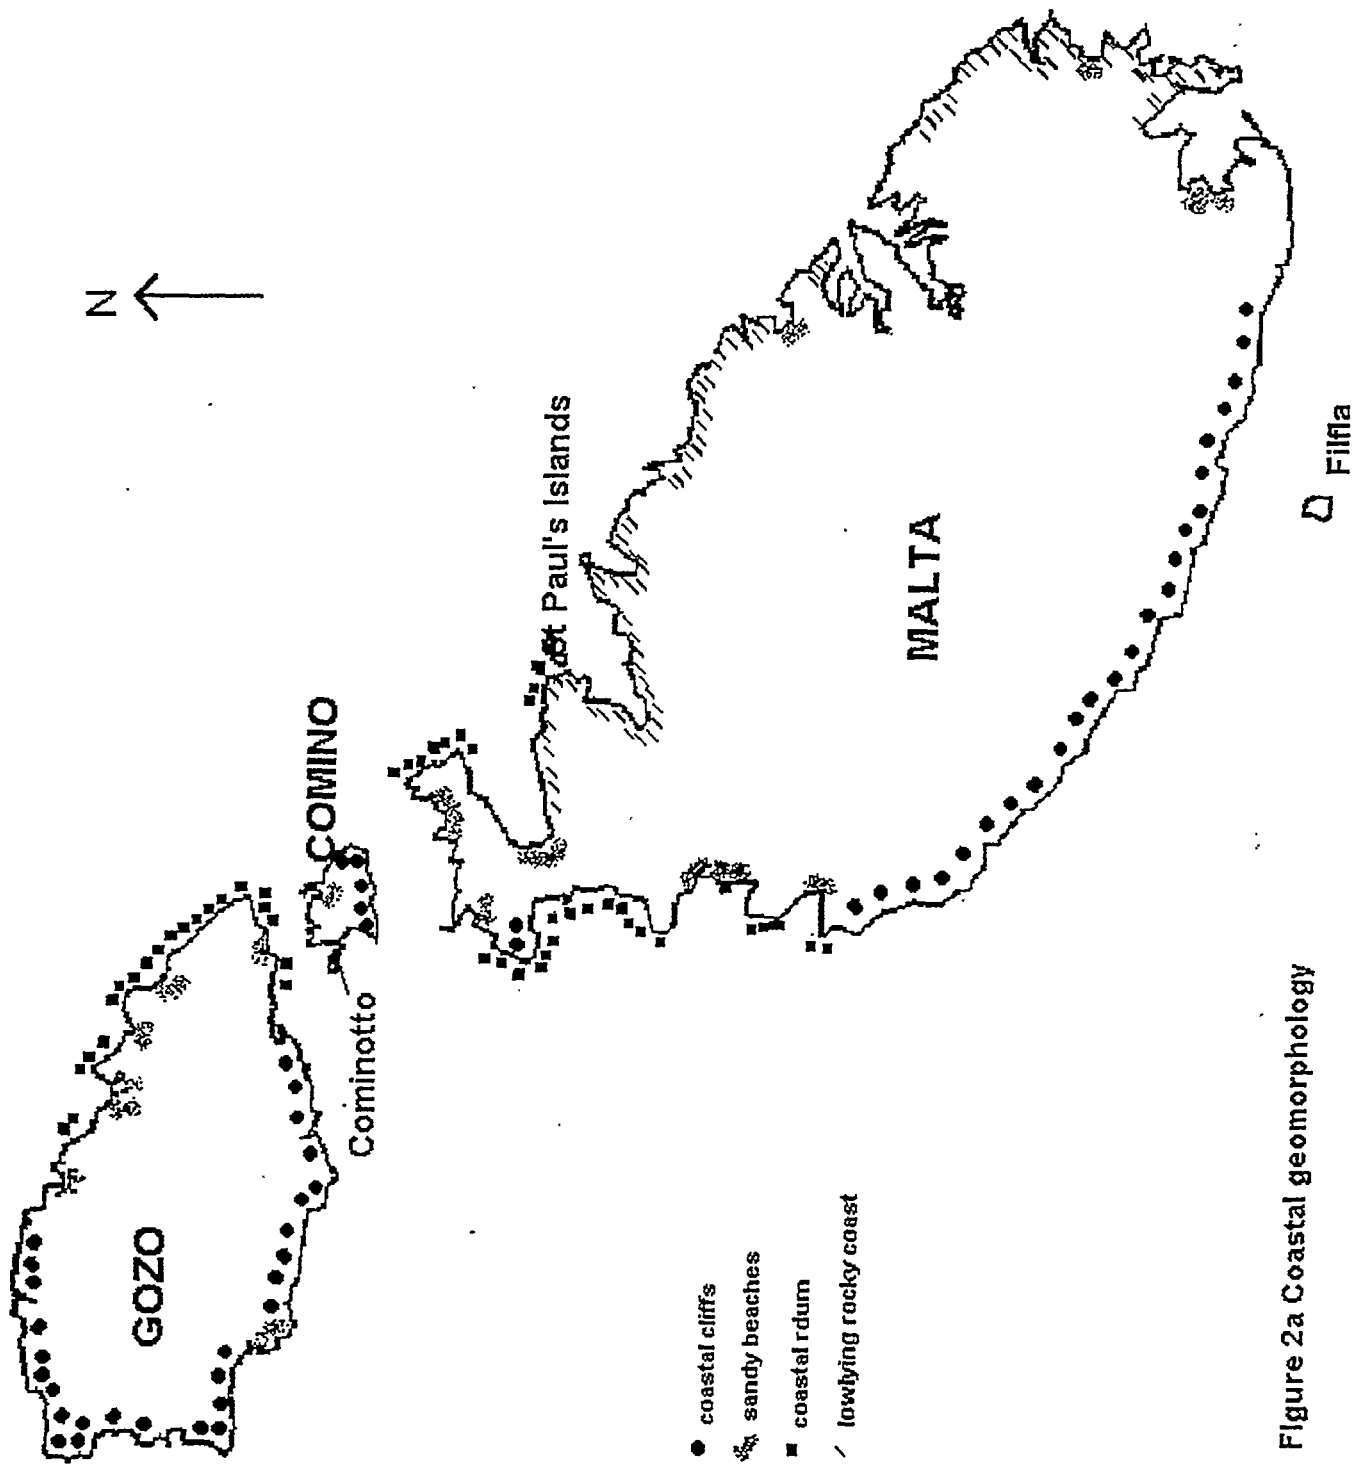 N
GOZO
COMINO
Cominotto
St Paul's Islands
MALTA
Filfla
coastal cliffs
sandy beaches
coastal rdum
lowlying rocky coast
Figure 2a Coastal geomorphology